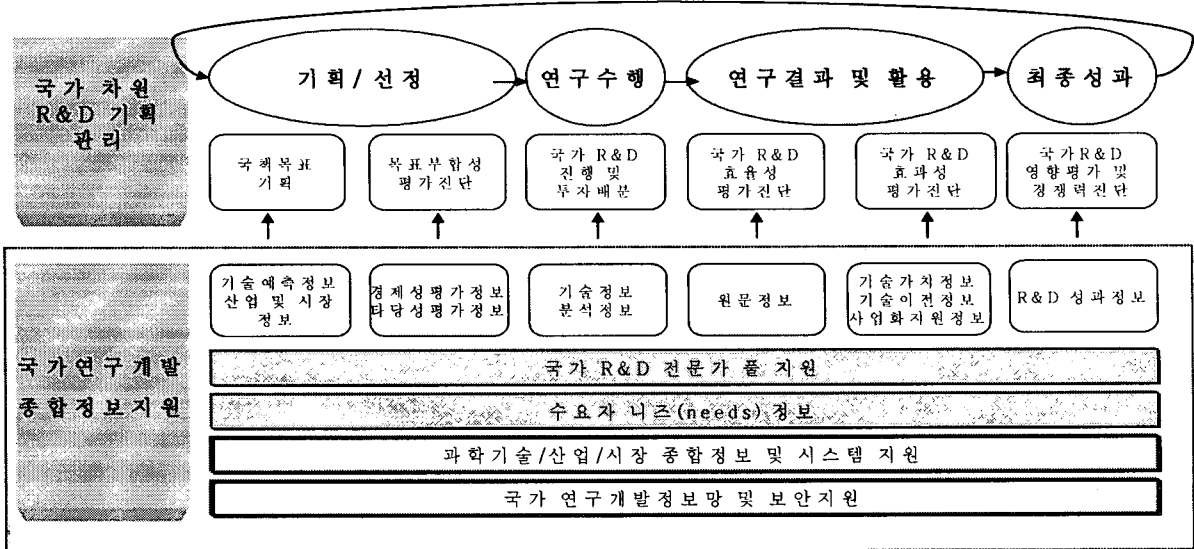 국가 차원
R&D 기획
관리
기획/ 선정
연구수행
연구결과 및 활용
최종성과
국책목표
기획
목표부합성
평가진단
국가 R&D
진행 및
투자배분
국가 R&D
효율성
평가진단
국가 R&D
효과성
평가진단
국가R&D
영향평가 및
경쟁력진단
국가연구개발
종합정보지원
기술예측정보
산업 및 시장
정보
경제성평가정보
타당성평가정보
기술정보
분석정보
원문정보
기술가치정보
기술이전정보
사업화지원정보
R&D 성과정보
국가 R&D 전문가 풀 지원
수요자 니즈(needs) 정보
과학기술/산업/시장 종합정보 및 시스템 지원
국가 연구개발정보망 및 보안지원